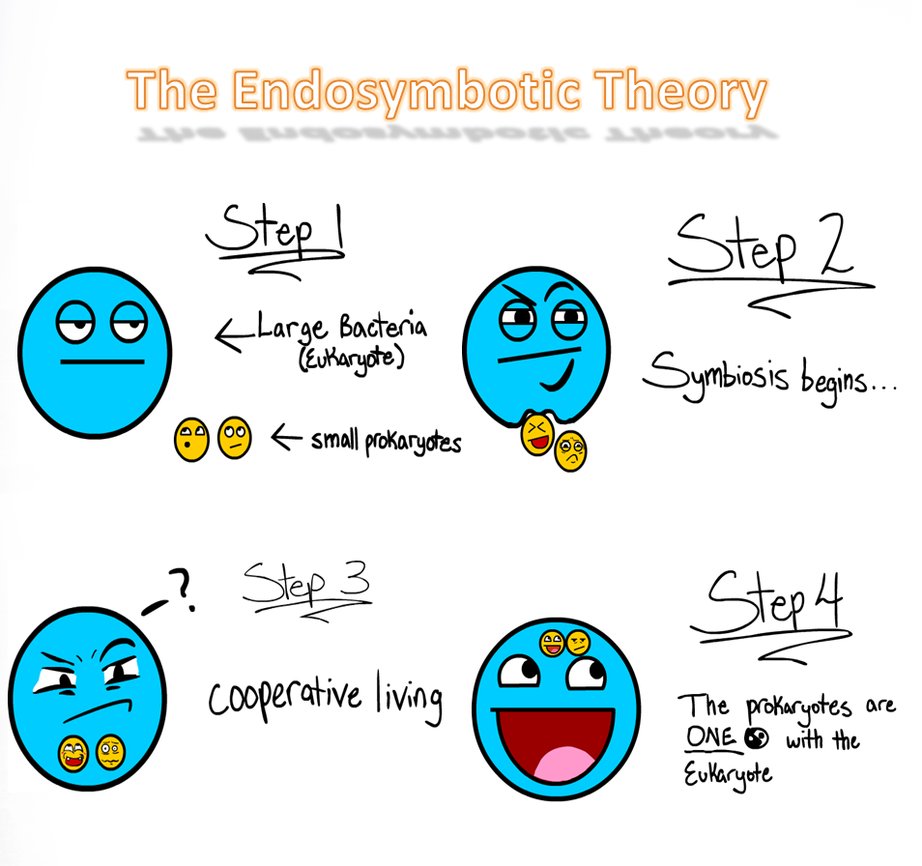 The Endosymbotic Theory
Step 1
Large Bacteria
(Eukaryote)
small prokaryotes
Step 2
Symbiosis begins...
?
Step 3
cooperative living
Step 4
The prokaryotes are
ONE with the
Eukaryote